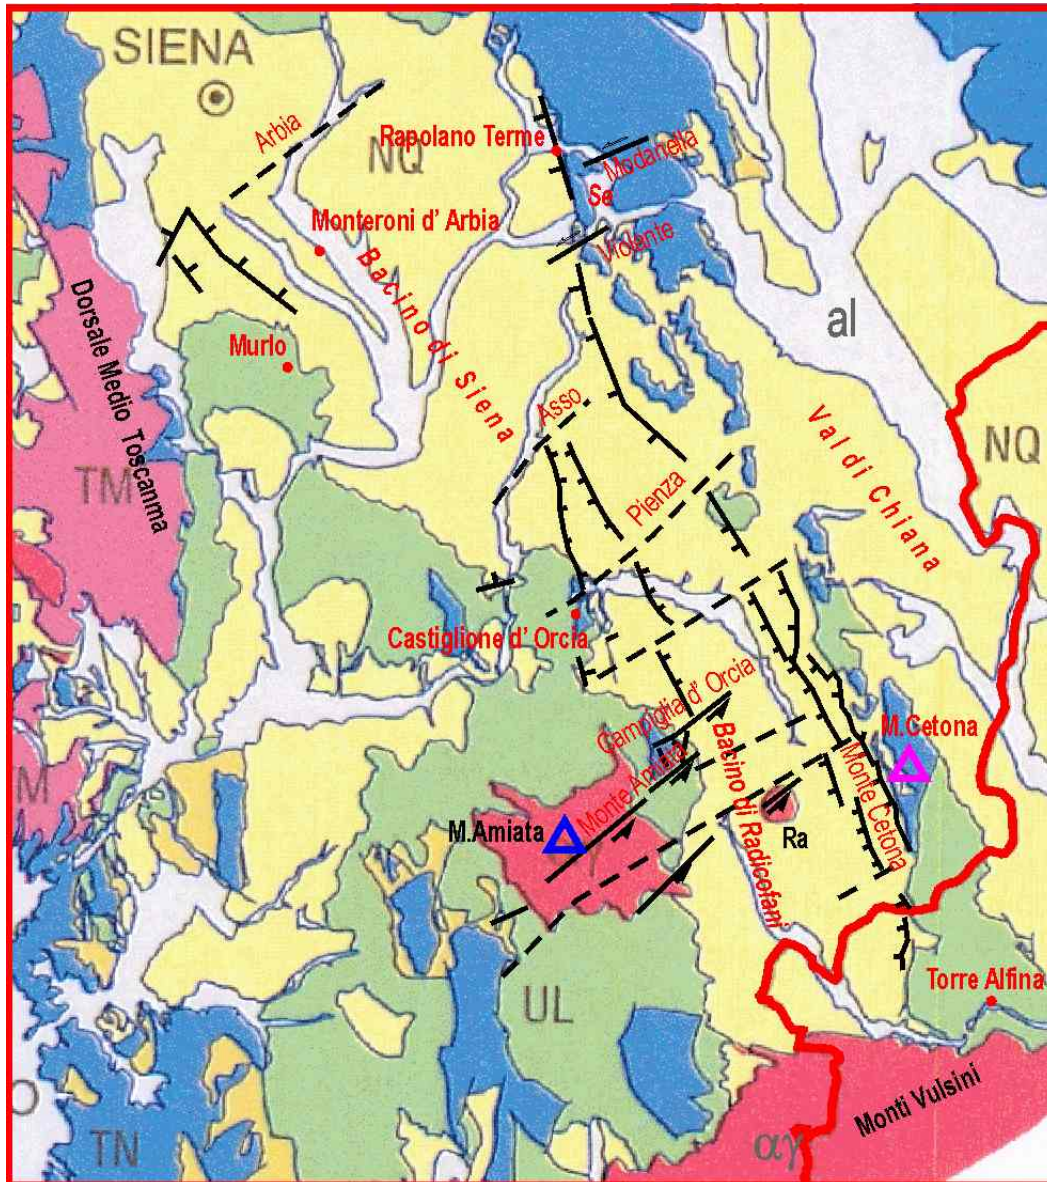 SIENA
Arbia
NQ
Rapolano Terme
Modanella
Se
Monteroni d' Arbia
Violante
Bacino di Siena
Dorsale Medio Toscanma
al
Murlo
Asso
Val di Chiana
NQ
TM
Pienza
Castiglione d' Orcia
Campiglia d' Orcia
M.Cetona
Bacino di Radicofani
Monte Amiata
Monte Cetona
M
M.Amiata
Ra
Torre Alfina
UL
Monti Vulsini
O
TN
αγ